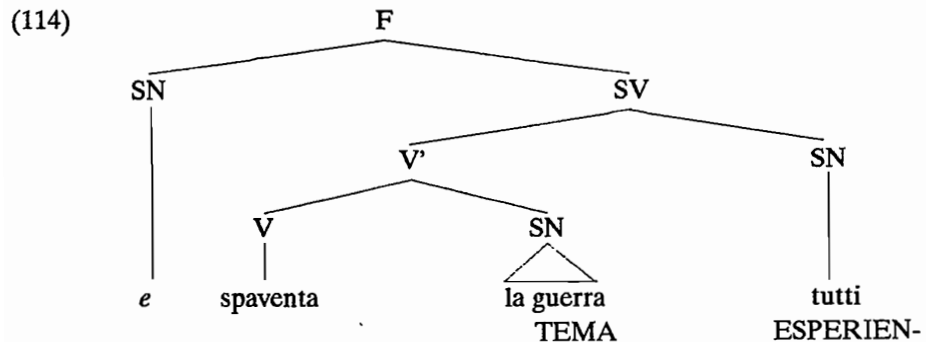 (114) F
SN SV
V' SN
V SN
e spaventa la guerra tutti
TEMA ESPERIEN-